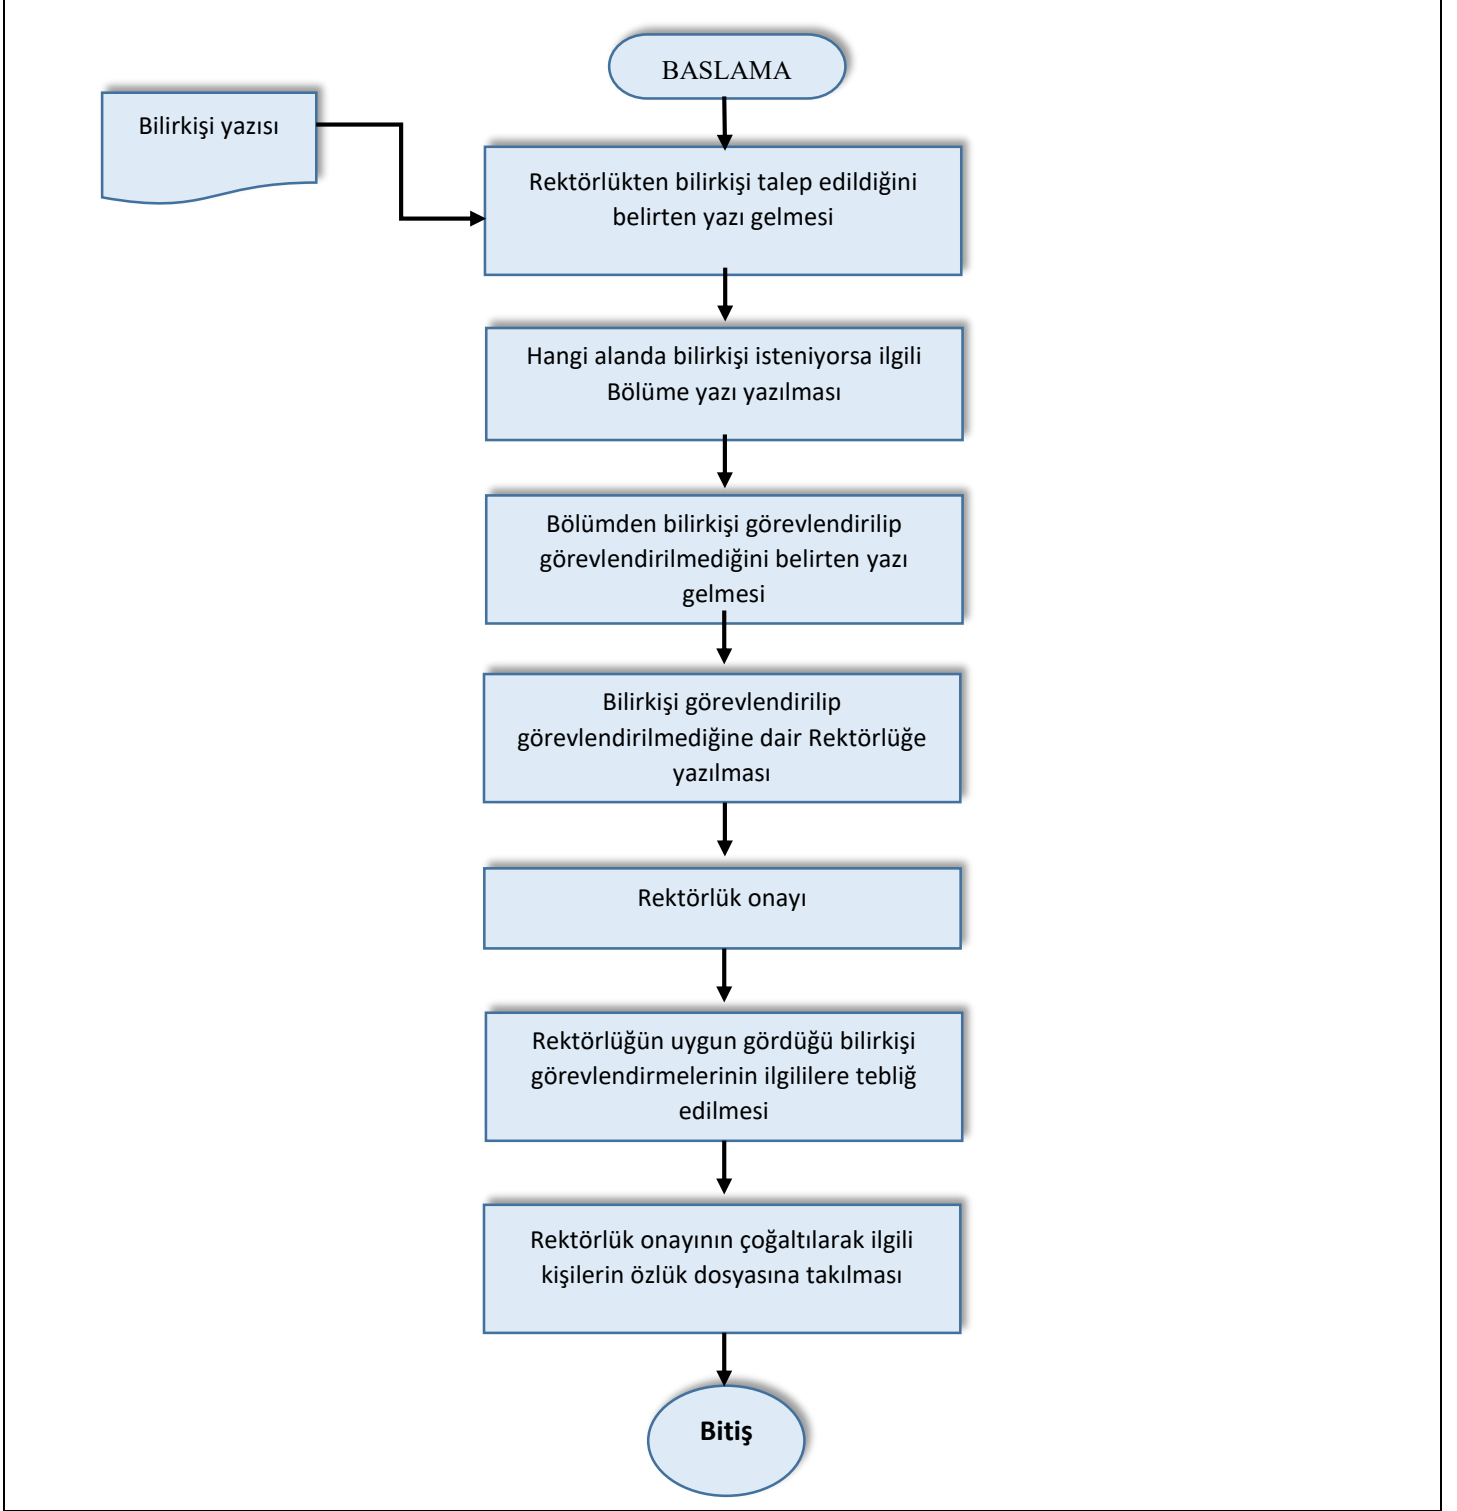 BASLAMA
Bilirkişi yazısı
Rektörlükten bilirkişi talep edildiğini
belirten yazı gelmesi
Hangi alanda bilirkişi isteniyorsa ilgili
Bölüme yazı yazılması
Bölümden bilirkişi görevlendirilip
görevlendirilmediğini belirten yazı
gelmesi
Bilirkişi görevlendirilip
görevlendirilmediğine dair Rektörlüğe
yazılması
Rektörlük onayı
Rektörlüğün uygun gördüğü bilirkişi
görevlendirmelerinin ilgililere tebliğ
edilmesi
Rektörlük onayının çoğaltılarak ilgili
kişilerin özlük dosyasına takılması
Bitiş